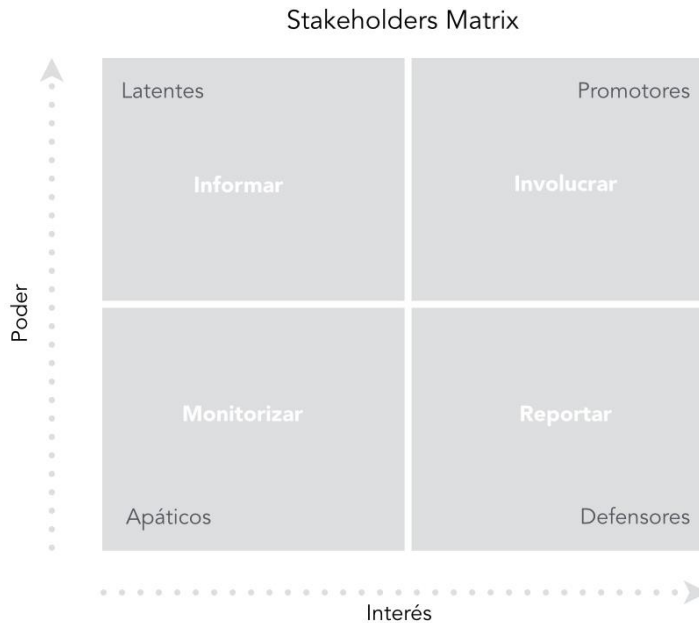 Stakeholders Matrix
Latentes
Promotores
Informar
Involucrar
Poder
Monitorizar
Reportar
Apáticos
Defensores
Interés